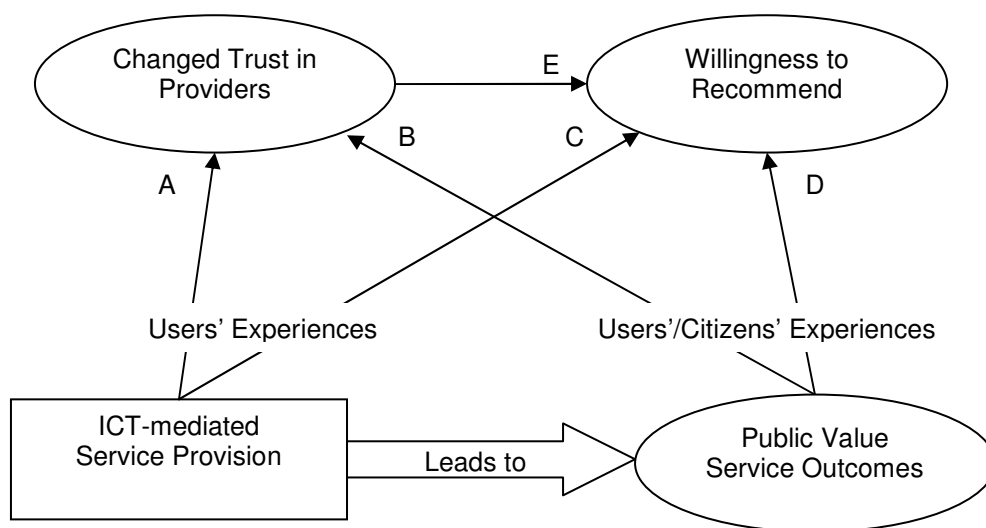 Changed Trust in
Providers
E
Willingness to
Recommend
A
B
C
D
Users’ Experiences
Users’/Citizens’ Experiences
ICT-mediated
Service Provision
Leads to
Public Value
Service Outcomes